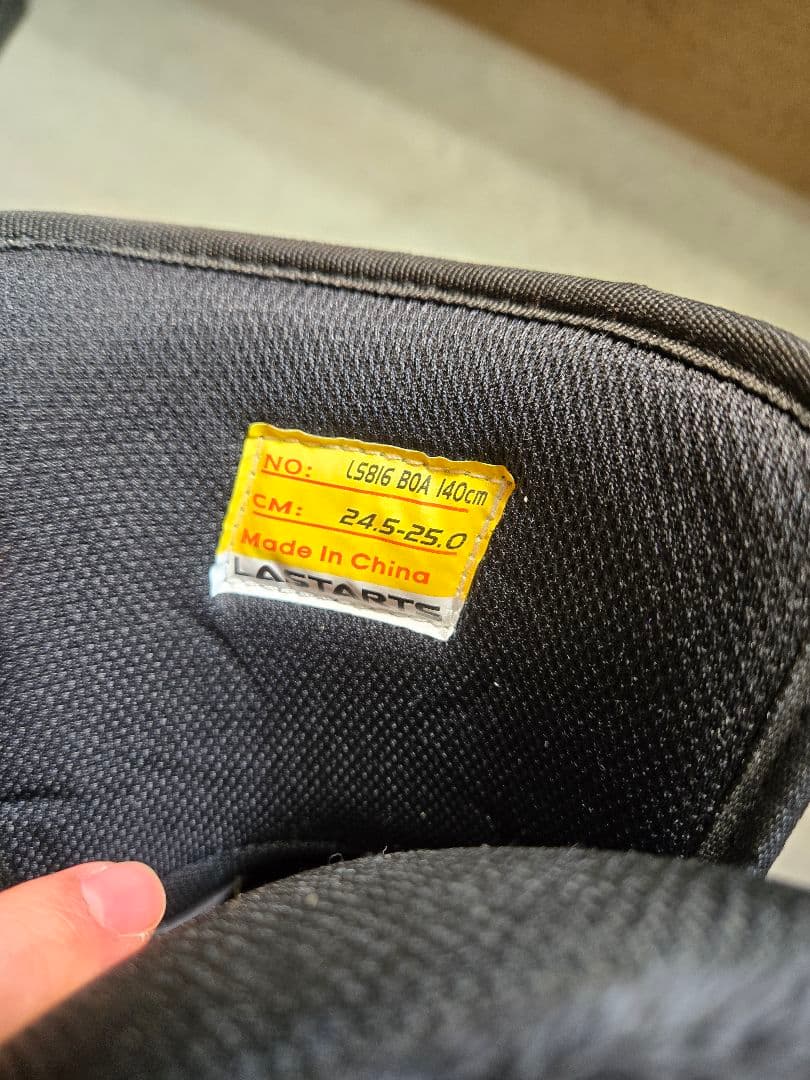 NO: LS816 BOA 140cm
CM: 24.5-25.0
Made In China
LASTARTS